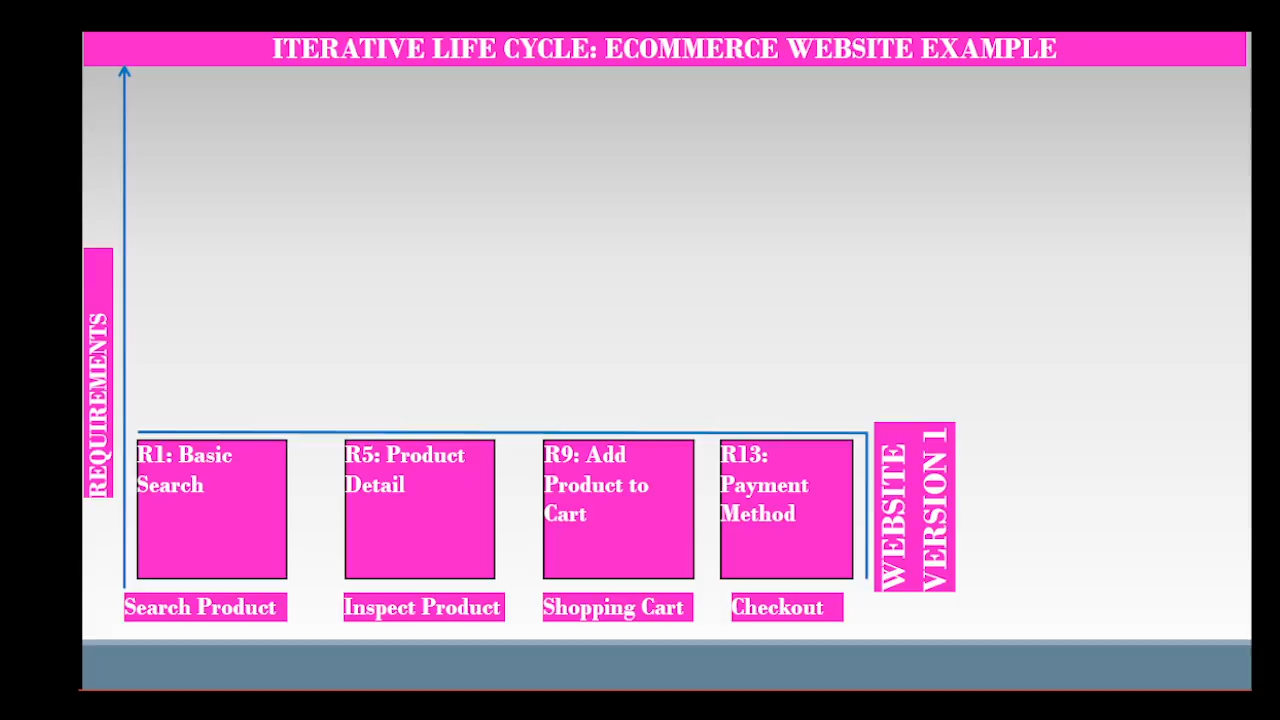 ITERATIVE LIFE CYCLE: ECOMMERCE WEBSITE EXAMPLE
REQUIREMENTS
R1: Basic
Search
R5: Product
Detail
R9: Add
Product to
Cart
R13:
Payment
Method
WEBSITE
VERSION 1
Search Product
Inspect Product
Shopping Cart
Checkout